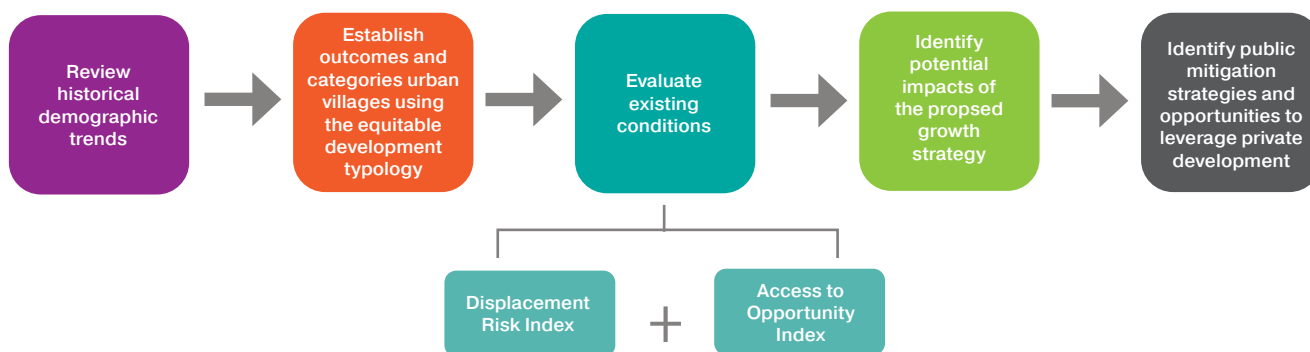 Review
historical
demographic
trends
Establish
outcomes and
categories urban
villages using
the equitable
development
typology
Evaluate
existing
conditions
Identify
potential
impacts of
the propsed
growth
strategy
Identify public
mitigation
strategies and
opportunities to
leverage private
development
Displacement
Risk Index
+
Access to
Opportunity
Index